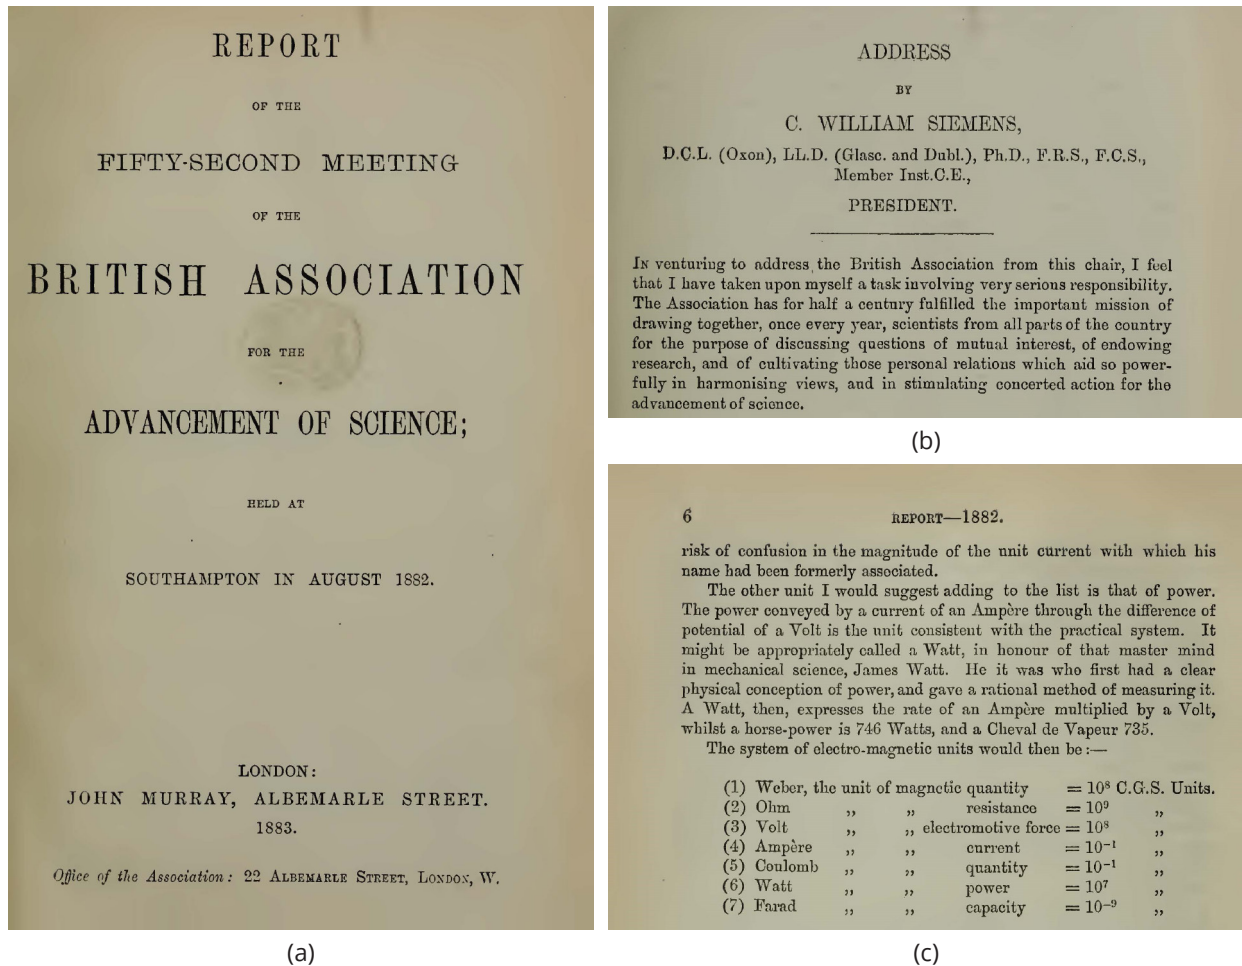 REPORT
OF THE
FIFTY-SECOND MEETING
OF THE
BRITISH ASSOCIATION
FOR THE
ADVANCEMENT OF SCIENCE;
HELD AT
SOUTHAMPTON IN AUGUST 1882.
LONDON:
JOHN MURRAY, ALBEMARLE STREET.
1883.
Office of the Association: 22 ALBEMARLE STREET, LONDON, W.
(a)
ADDRESS
BY
C. WILLIAM SIEMENS,
D.C.L. (Oxon), LL.D. (Glasc. and Dubl.), Ph.D., F.R.S., F.C.S.,
Member Inst.C.E.,
PRESIDENT.
IN venturing to address the British Association from this chair, I feel
that I have taken upon myself a task involving very serious responsibility.
The Association has for half a century fulfilled the important mission of
drawing together, once every year, scientists from all parts of the country
for the purpose of discussing questions of mutual interest, of endowing
research, and of cultivating those personal relations which aid so power-
fully in harmonising views, and in stimulating concerted action for the
advancement of science.
(b)
6 REPORT—1882.
risk of confusion in the magnitude of the unit current with which his
name had been formerly associated.
The other unit I would suggest adding to the list is that of power.
The power conveyed by a current of an Ampère through the difference of
potential of a Volt is the unit consistent with the practical system. It
might be appropriately called a Watt, in honour of that master mind
in mechanical science, James Watt. He it was who first had a clear
physical conception of power, and gave a rational method of measuring it.
A Watt, then, expresses the rate of an Ampère multiplied by a Volt,
whilst a horse-power is 746 Watts, and a Cheval de Vapeur 735.
The system of electro-magnetic units would then be :—
(1) Weber, the unit of magnetic quantity = 10⁸ C.G.S. Units.
(2) Ohm ,, ,, resistance = 10⁹ ,,
(3) Volt ,, ,, electromotive force = 10⁸ ,,
(4) Ampère ,, ,, current = 10⁻¹ ,,
(5) Coulomb ,, ,, quantity = 10⁻¹ ,,
(6) Watt ,, ,, power = 10⁷ ,,
(7) Farad ,, ,, capacity = 10⁻⁹ ,,
(c)